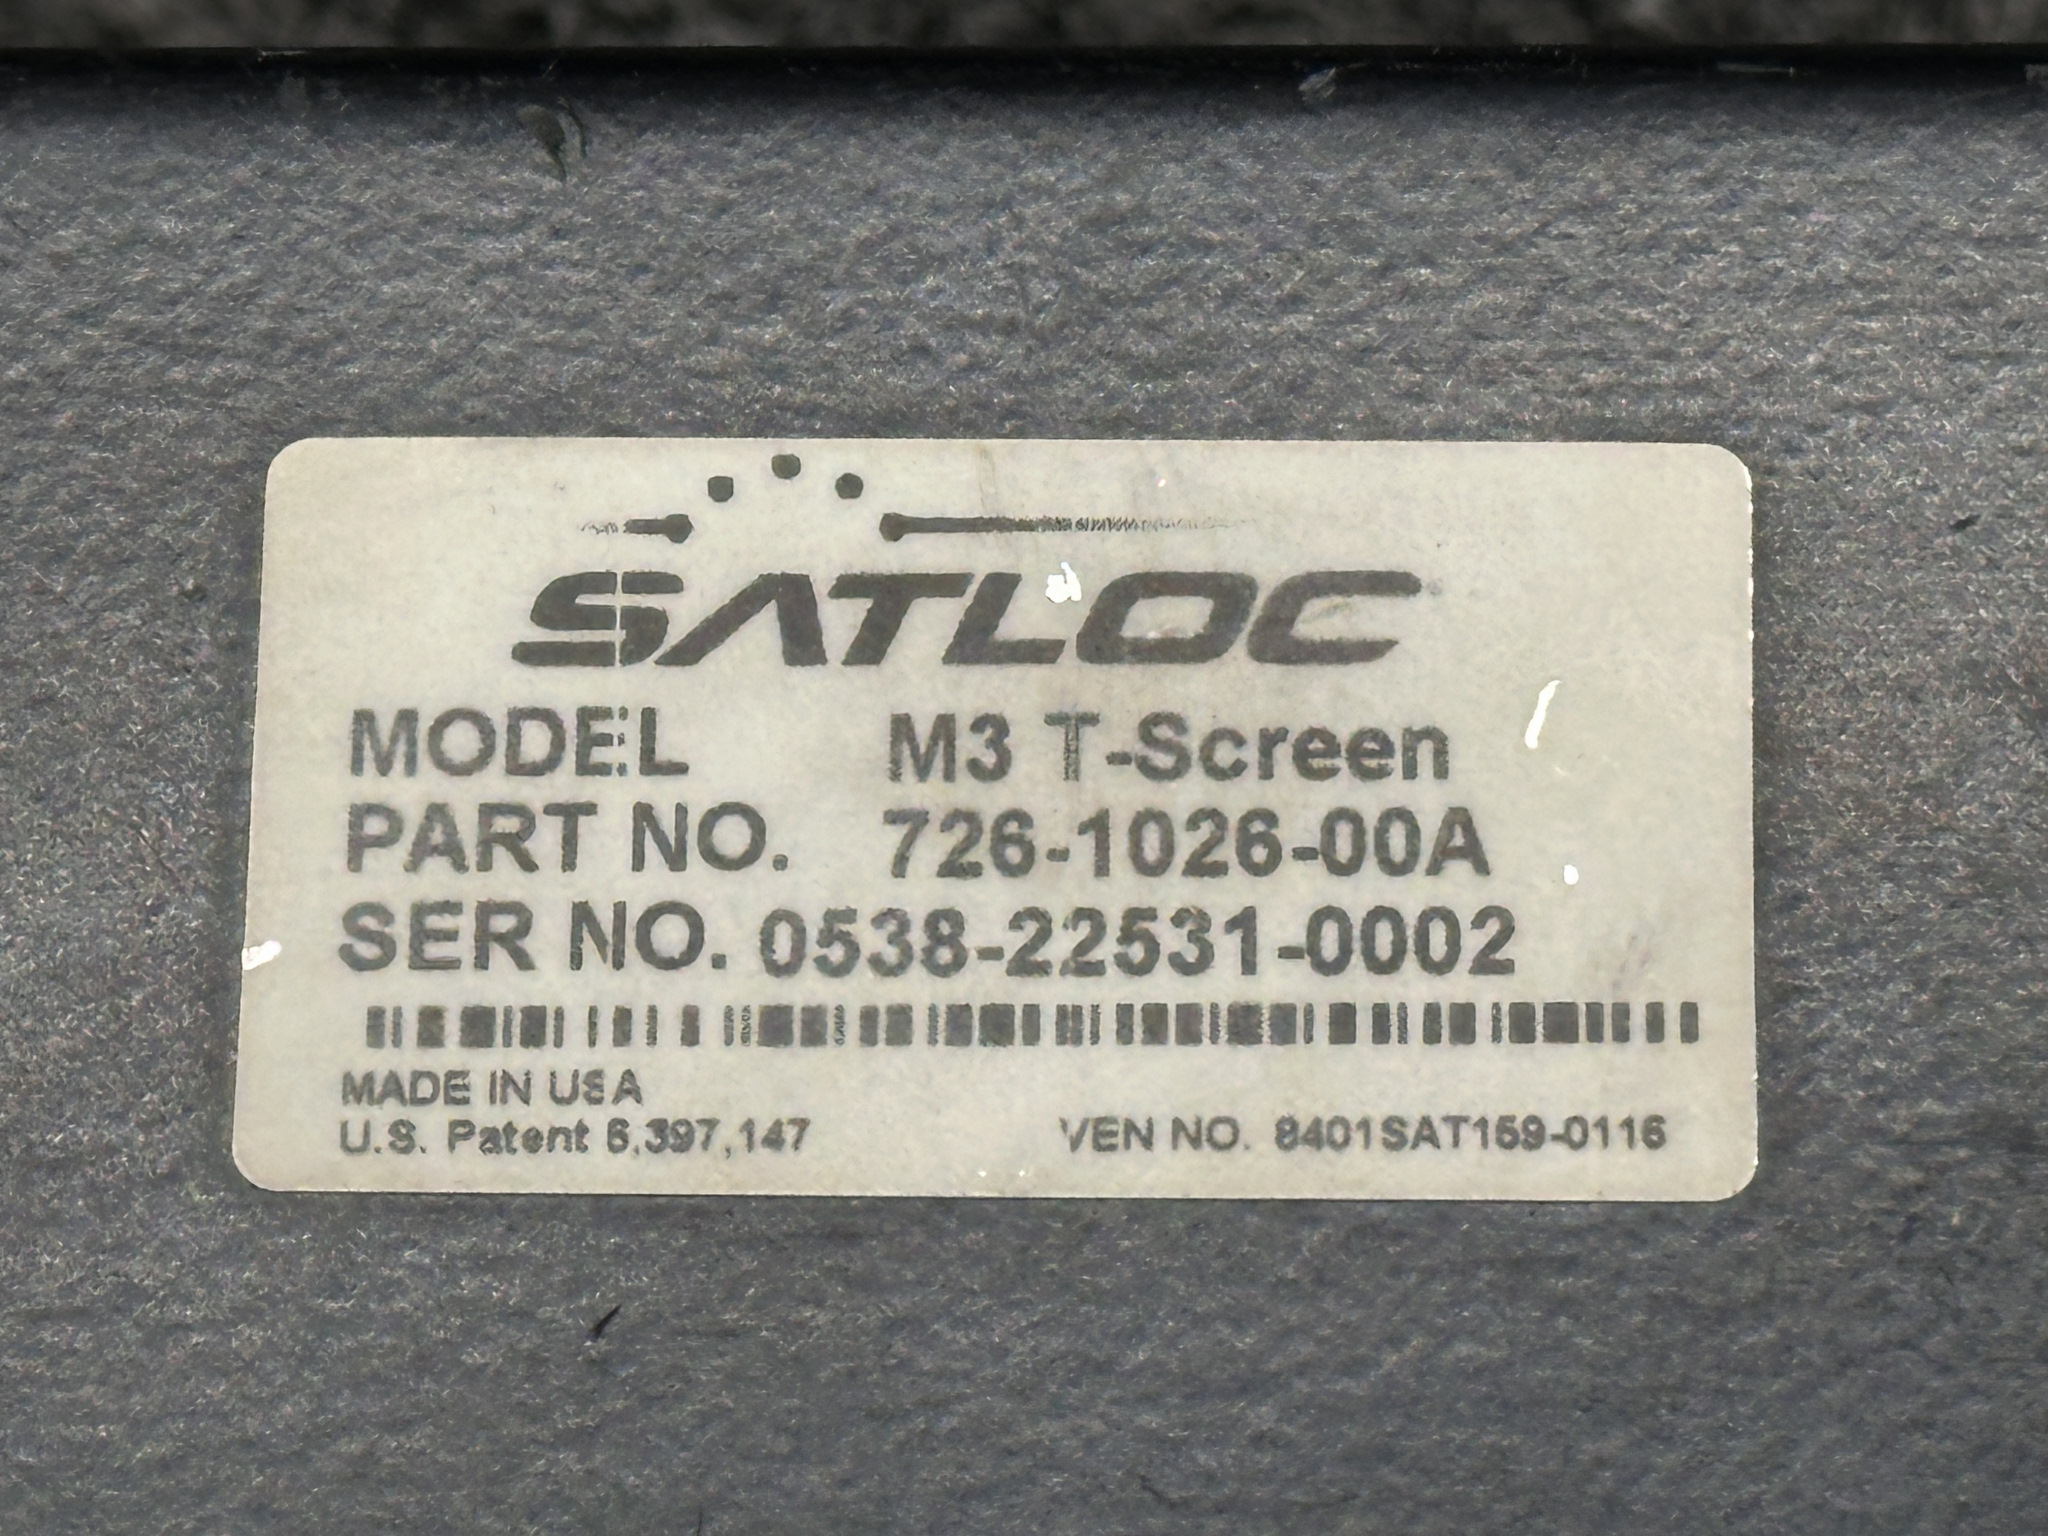 SATLOC
MODEL M3 T-Screen
PART NO. 726-1026-00A
SER NO. 0538-22531-0002
MADE IN USA
U.S. Patent 6,397,147 VEN NO. 8401SAT159-0116